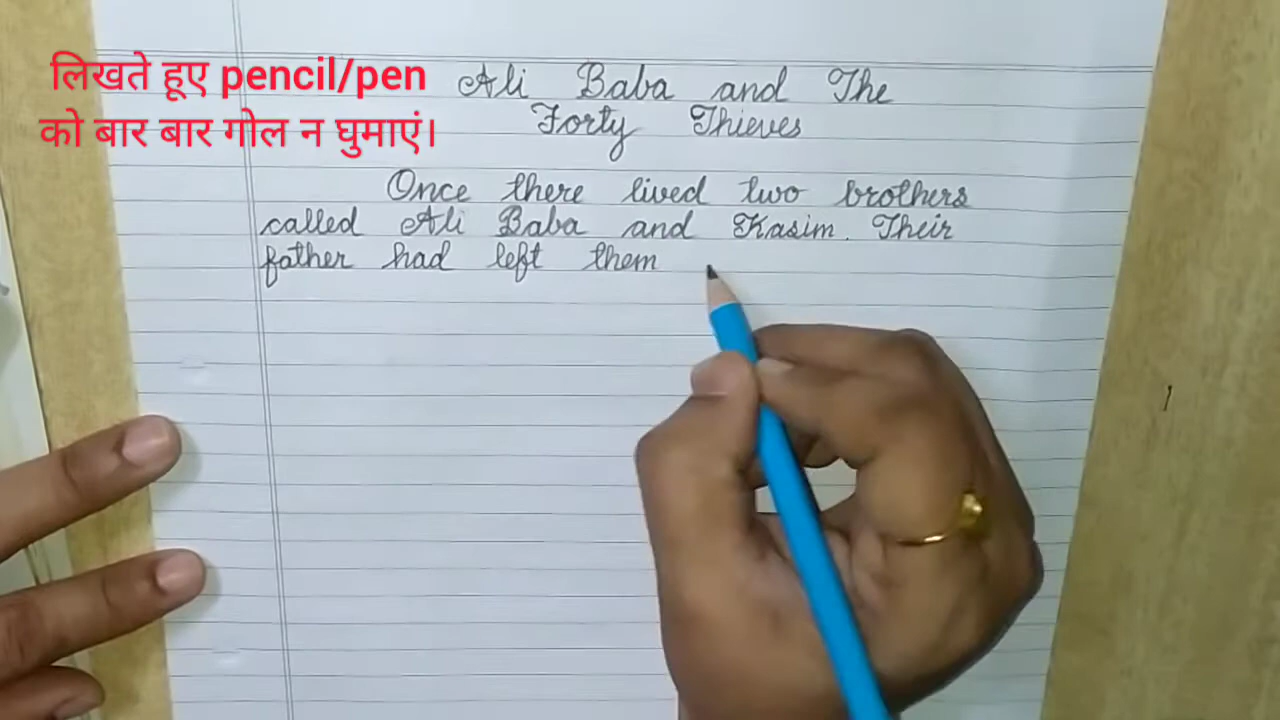 लिखते हूए pencil/pen
को बार बार गोल न घुमाएं।
Ali Baba and The
Forty Thieves
Once there lived two brothers
called Ali Baba and Kasim. Their
father had left them